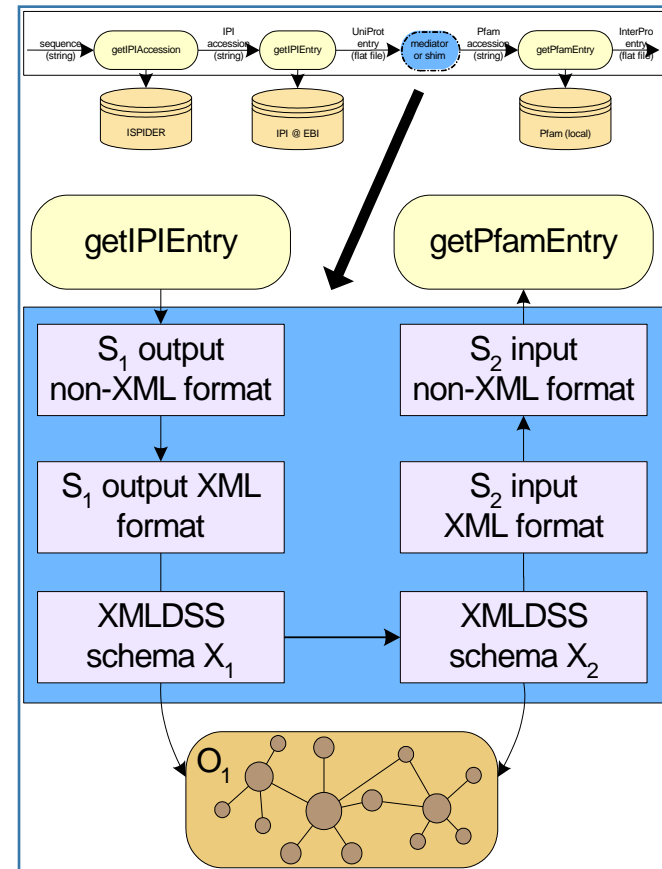 sequence
(string)
getIPIAccession
IPI
accession
(string)
getIPIEntry
UniProt
entry
(flat file)
mediator
or shim
Pfam
accession
(string)
getPfamEntry
InterPro
entry
(flat file)
ISPIDER
IPI @ EBI
Pfam (local)
getIPIEntry
getPfamEntry
S₁ output
non-XML format
S₂ input
non-XML format
S₁ output XML
format
S₂ input
XML format
XMLDSS
schema X₁
XMLDSS
schema X₂
O₁